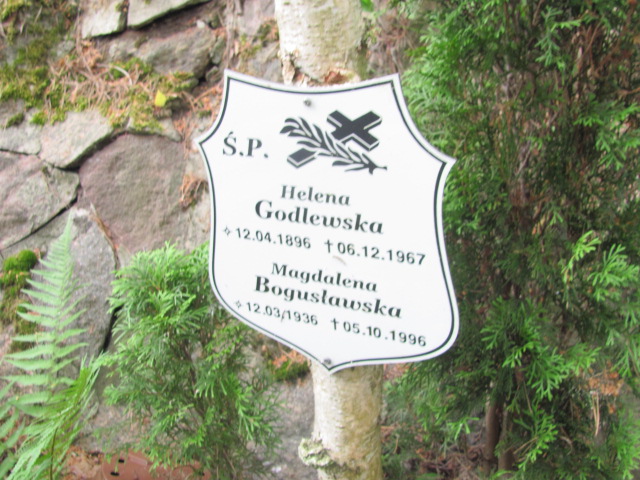 Ś.P.
Helena
Godlewska
✧ 12.04.1896 † 06.12.1967
Magdalena
Bogusławska
✧ 12.03.1936 † 05.10.1996